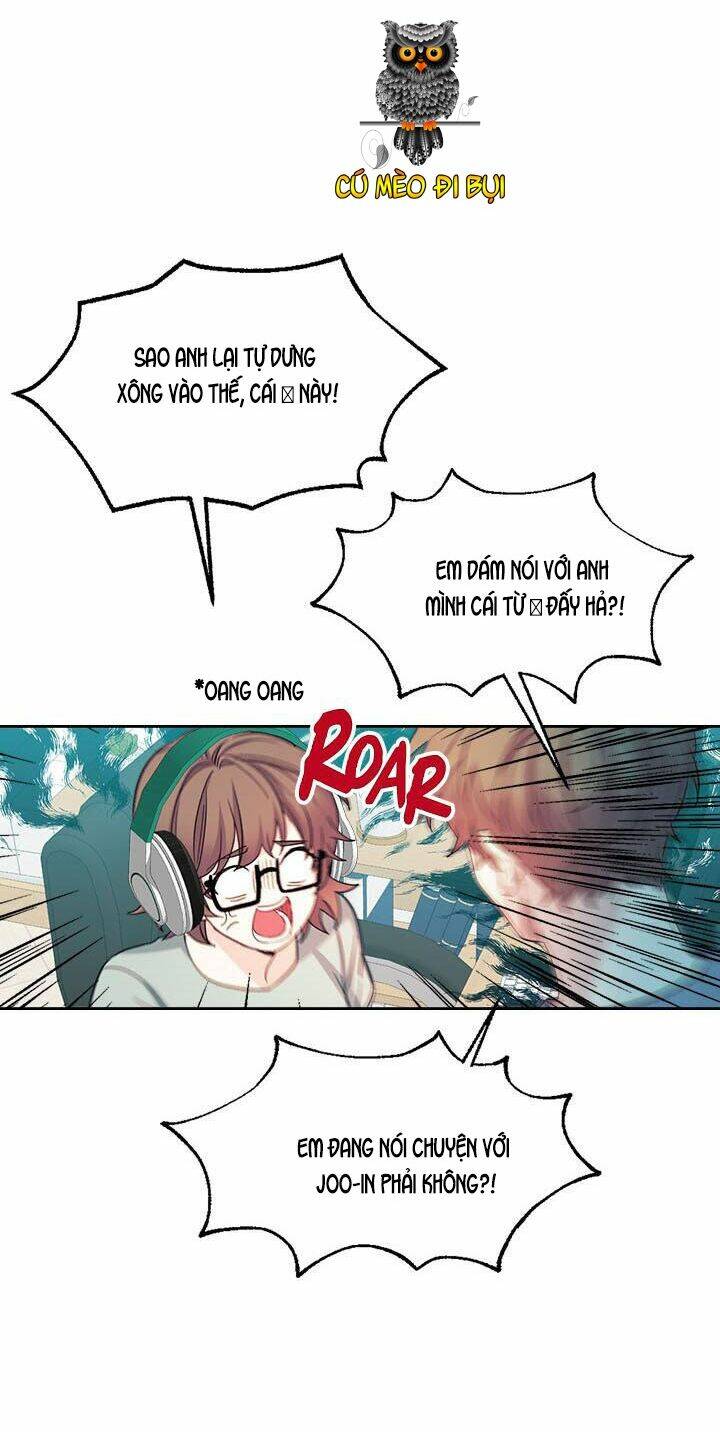 CÚ MÈO ĐI BỤI
SAO ANH LẠI TỰ DƯNG
XÔNG VÀO THẾ, CÁI NÀY!
EM DÁM NÓI VỚI ANH
MÌNH CÁI TỪ ĐẤY HẢ?!
*OANG OANG
ROAR
EM ĐANG NÓI CHUYỆN VỚI
JOO-IN PHẢI KHÔNG?!